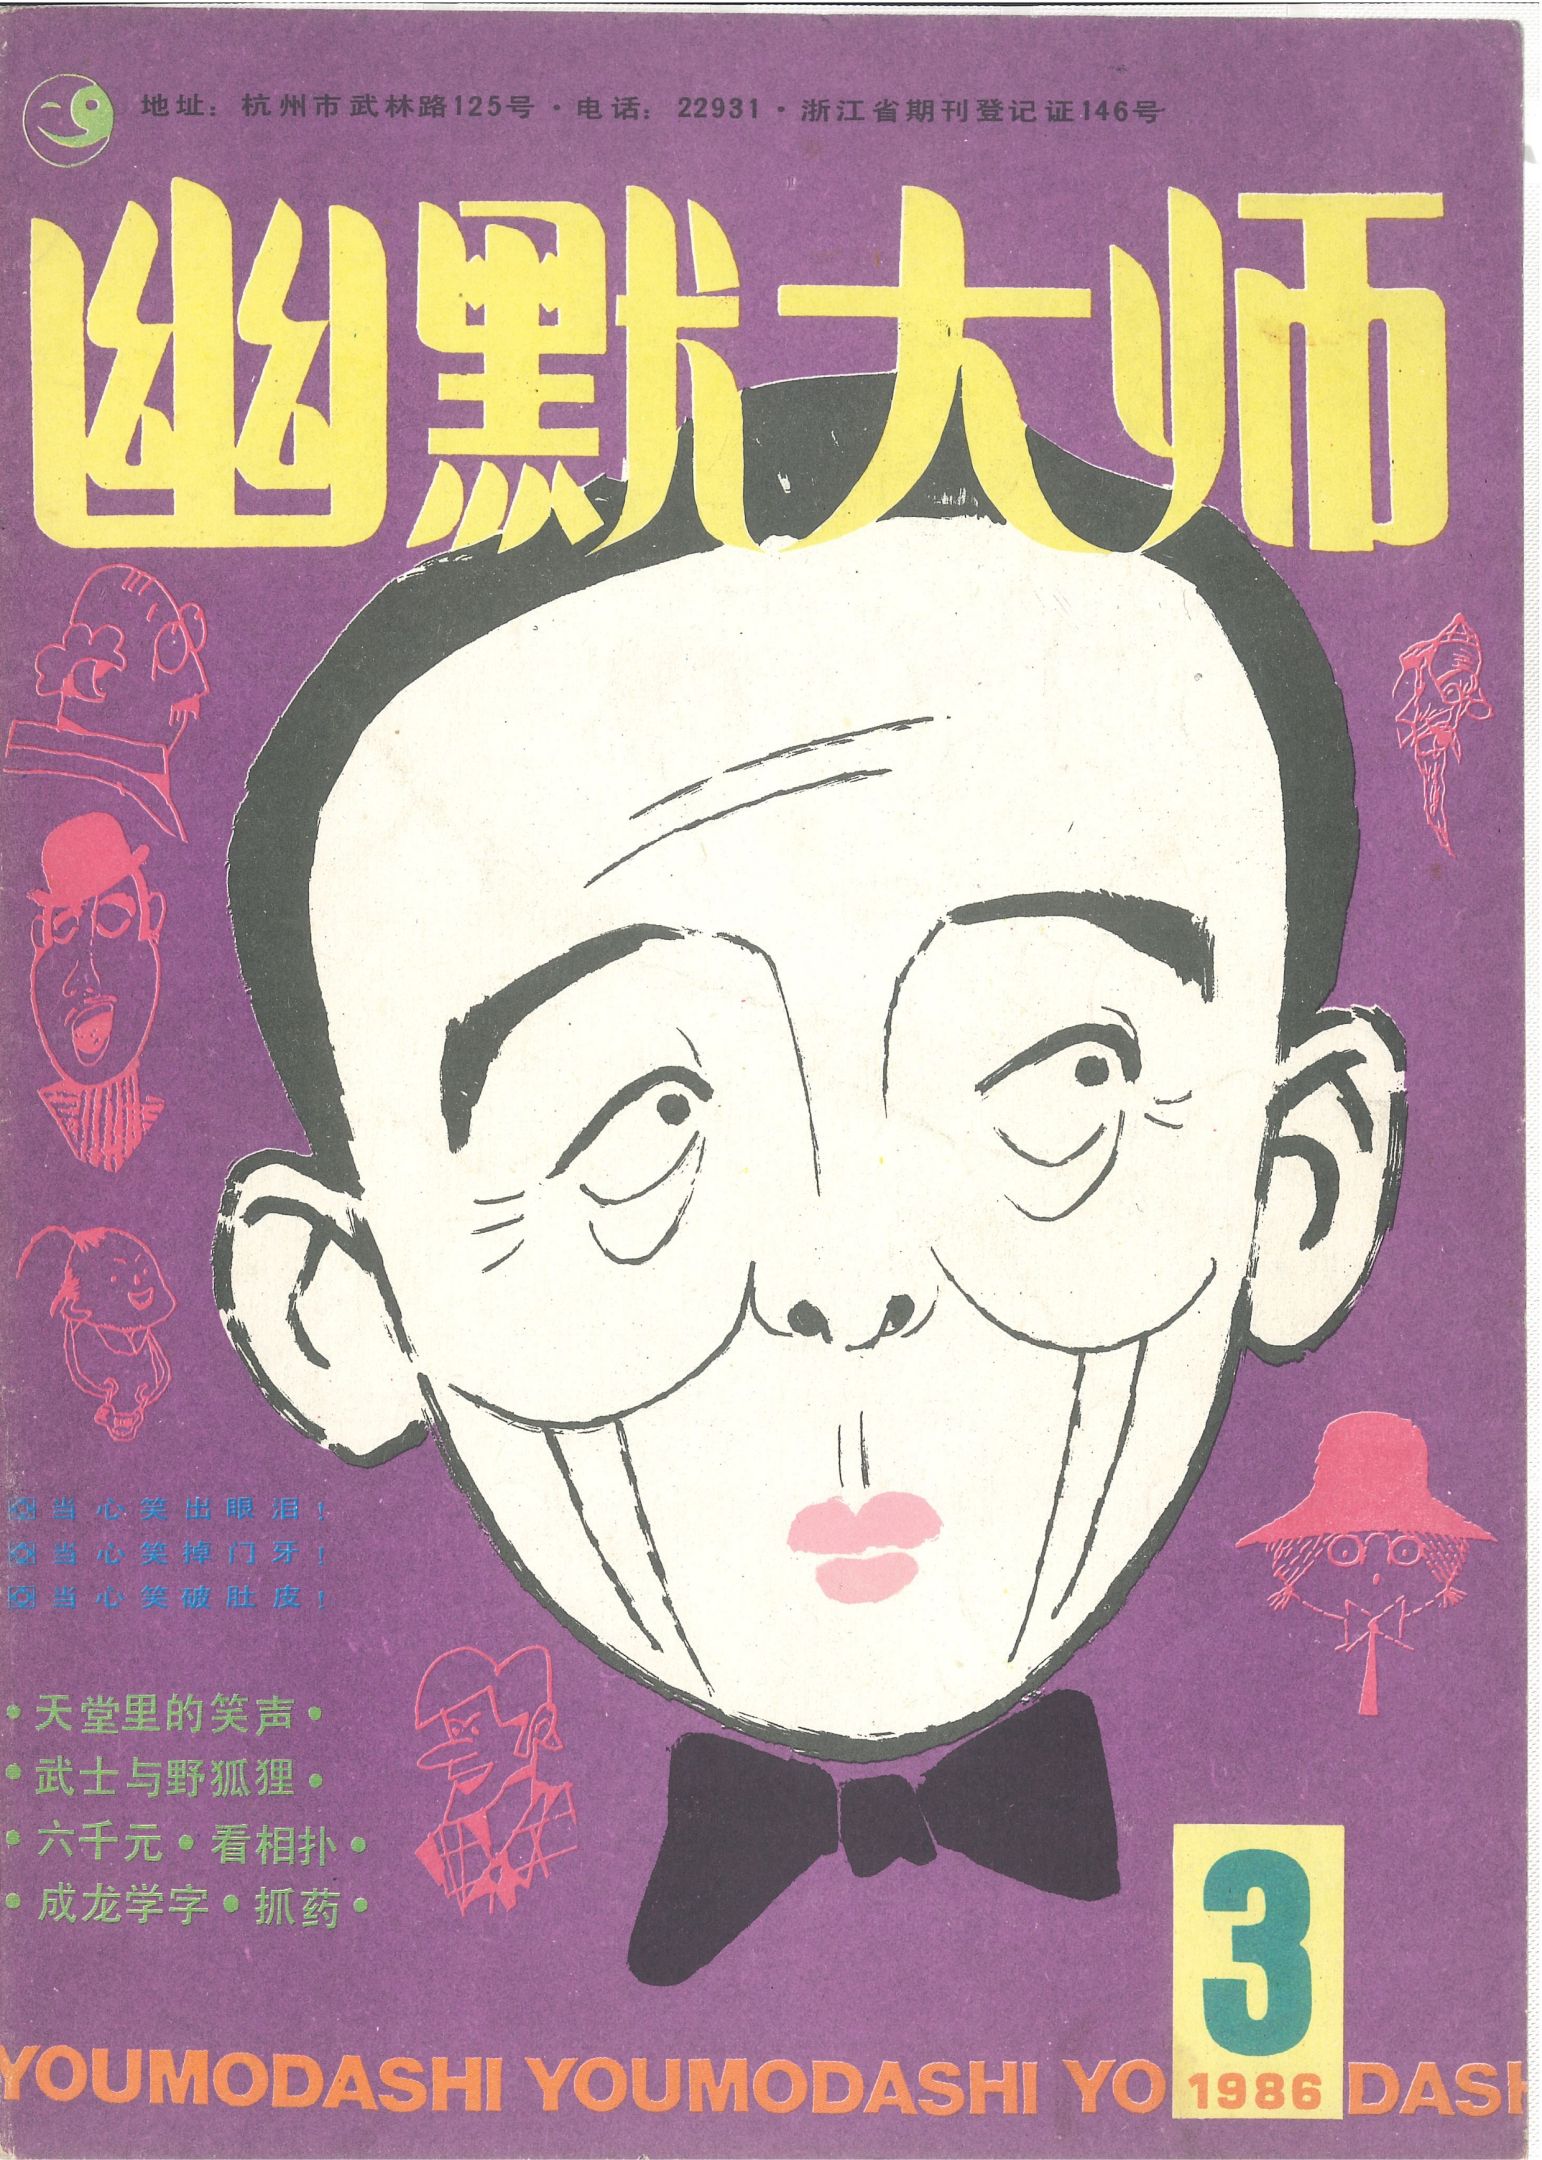 地址：杭州市武林路125号·电话：22931·浙江省期刊登记证146号
幽默大师
当心笑出眼泪！
当心笑掉门牙！
当心笑破肚皮！
·天堂里的笑声·
·武士与野狐狸·
·六千元·看相扑·
·成龙学字·抓药·
3
1986
YOUMODASHI YOUMODASHI YO DASH